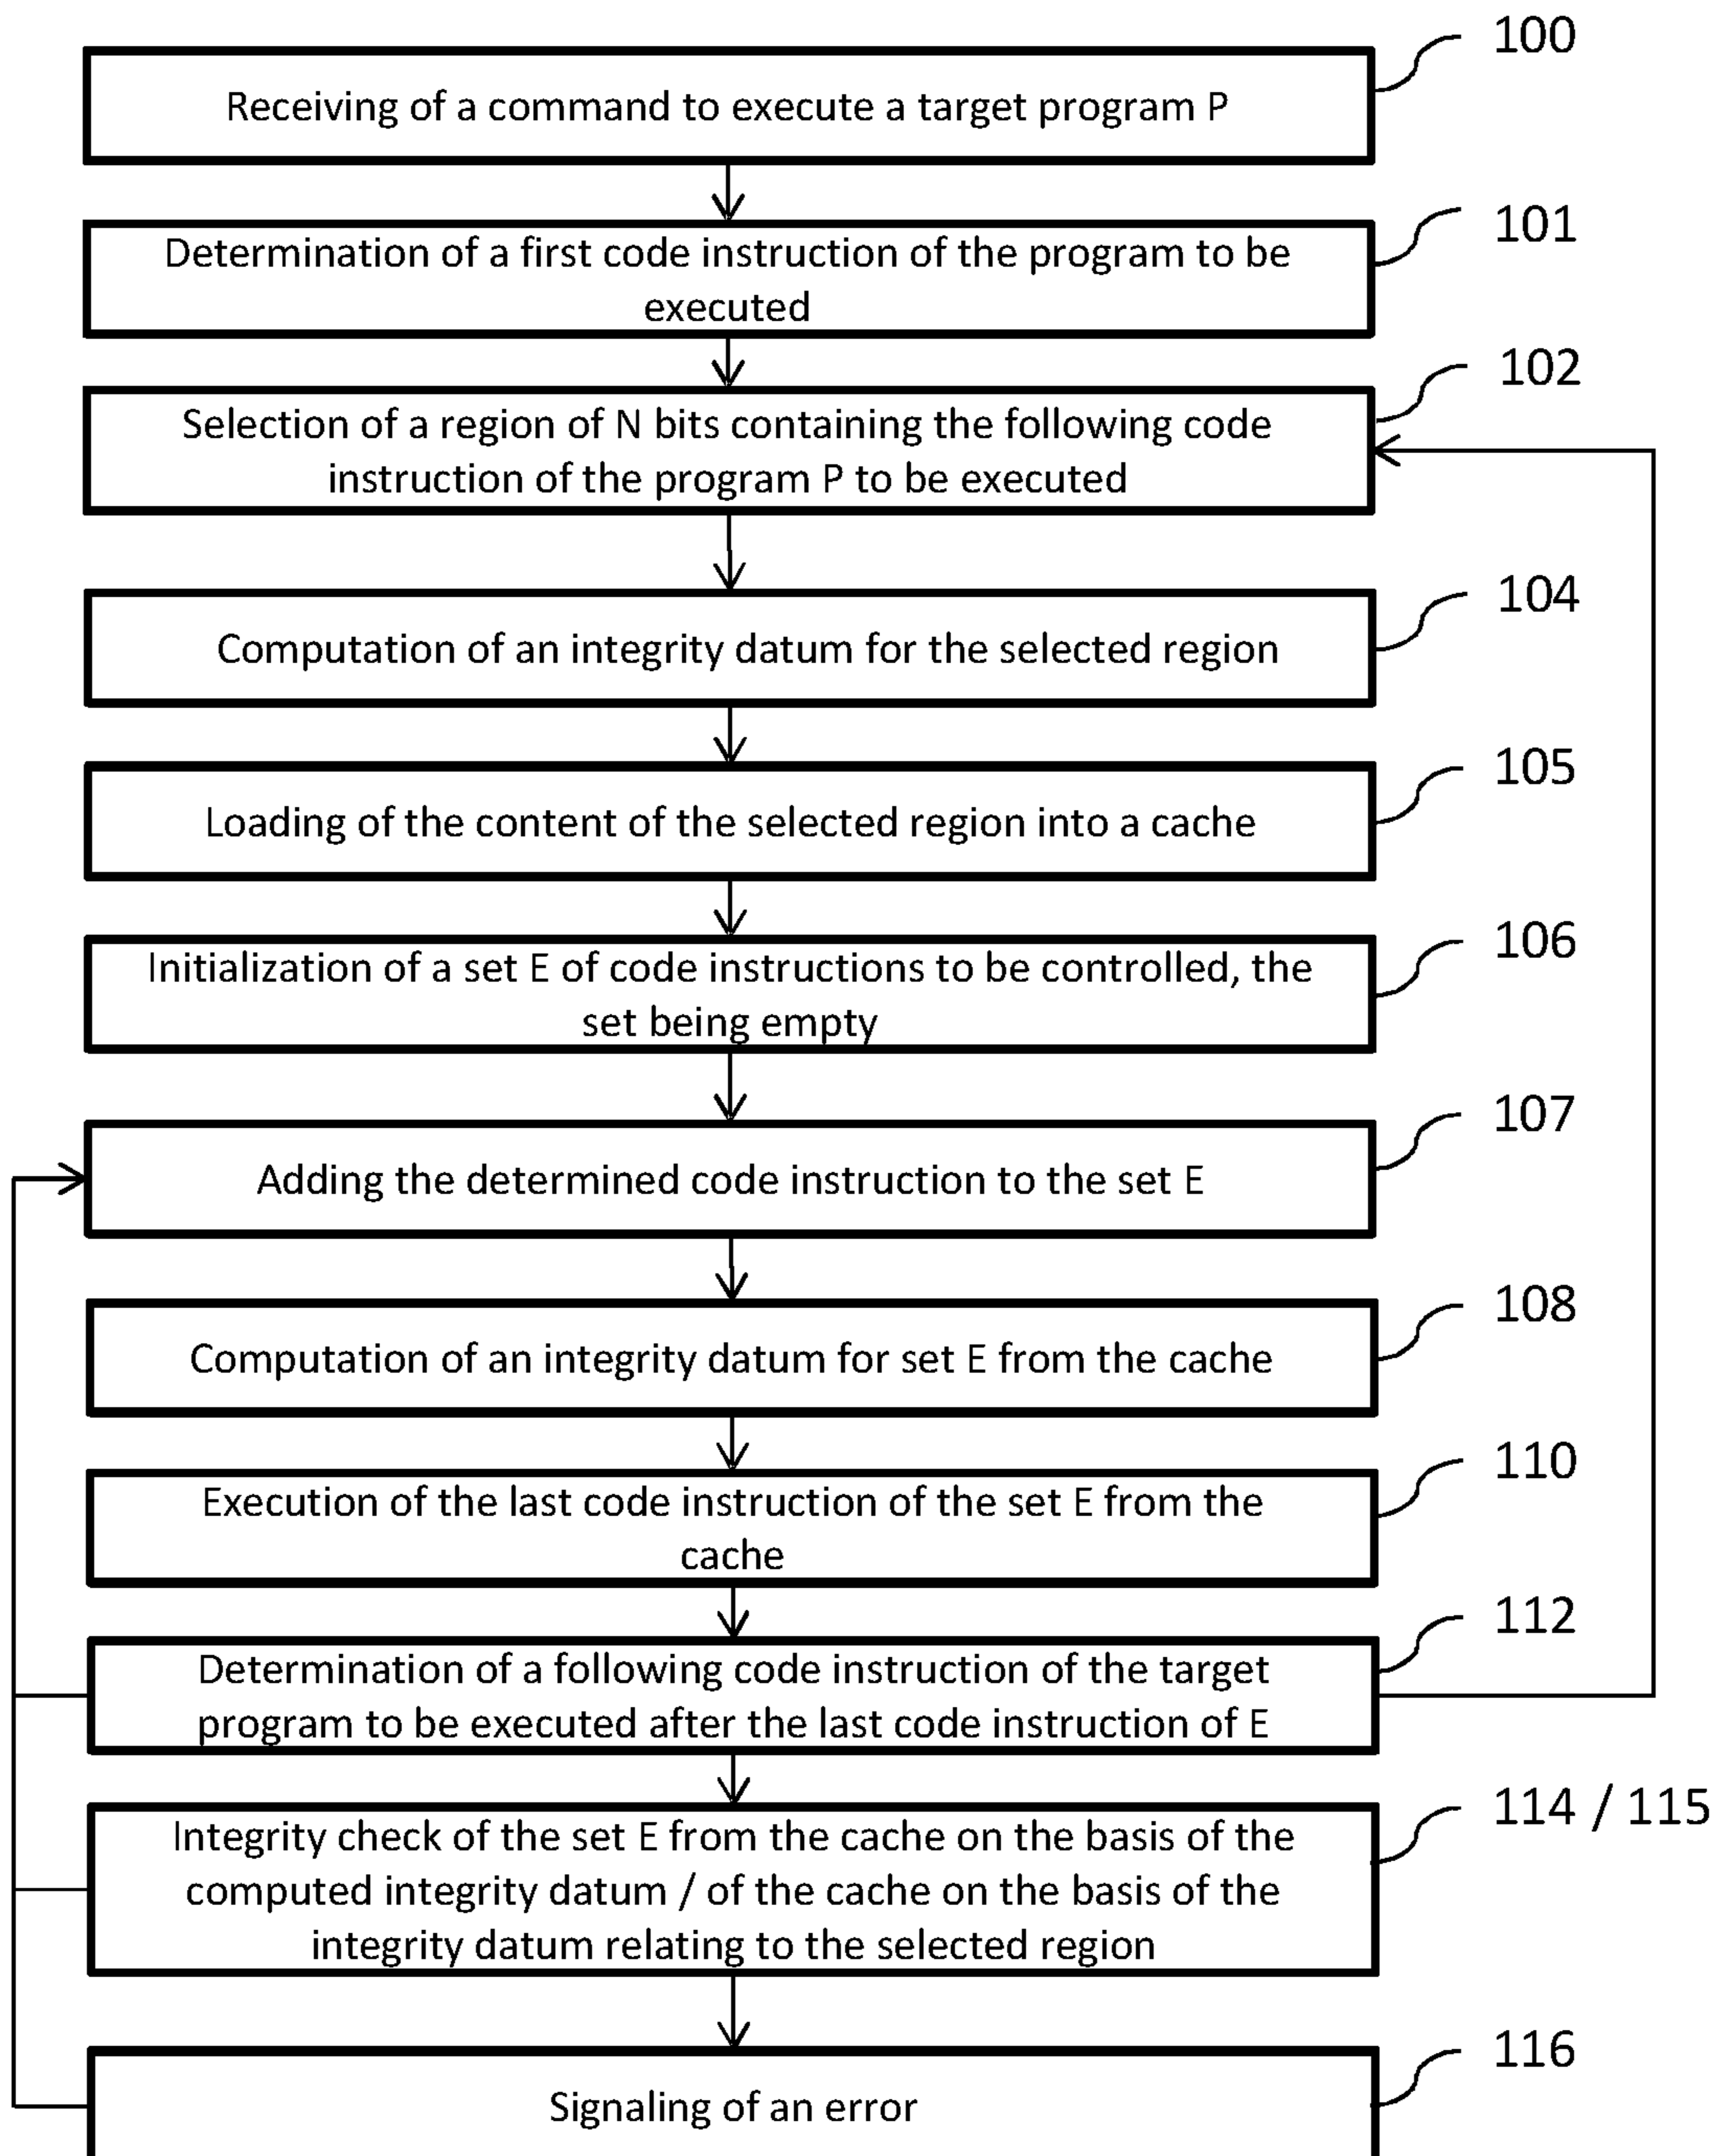 100
Receiving of a command to execute a target program P
101
Determination of a first code instruction of the program to be
executed
102
Selection of a region of N bits containing the following code
instruction of the program P to be executed
104
Computation of an integrity datum for the selected region
105
Loading of the content of the selected region into a cache
106
Initialization of a set E of code instructions to be controlled, the
set being empty
107
Adding the determined code instruction to the set E
108
Computation of an integrity datum for set E from the cache
110
Execution of the last code instruction of the set E from the
cache
112
Determination of a following code instruction of the target
program to be executed after the last code instruction of E
114 / 115
Integrity check of the set E from the cache on the basis of the
computed integrity datum / of the cache on the basis of the
integrity datum relating to the selected region
116
Signaling of an error